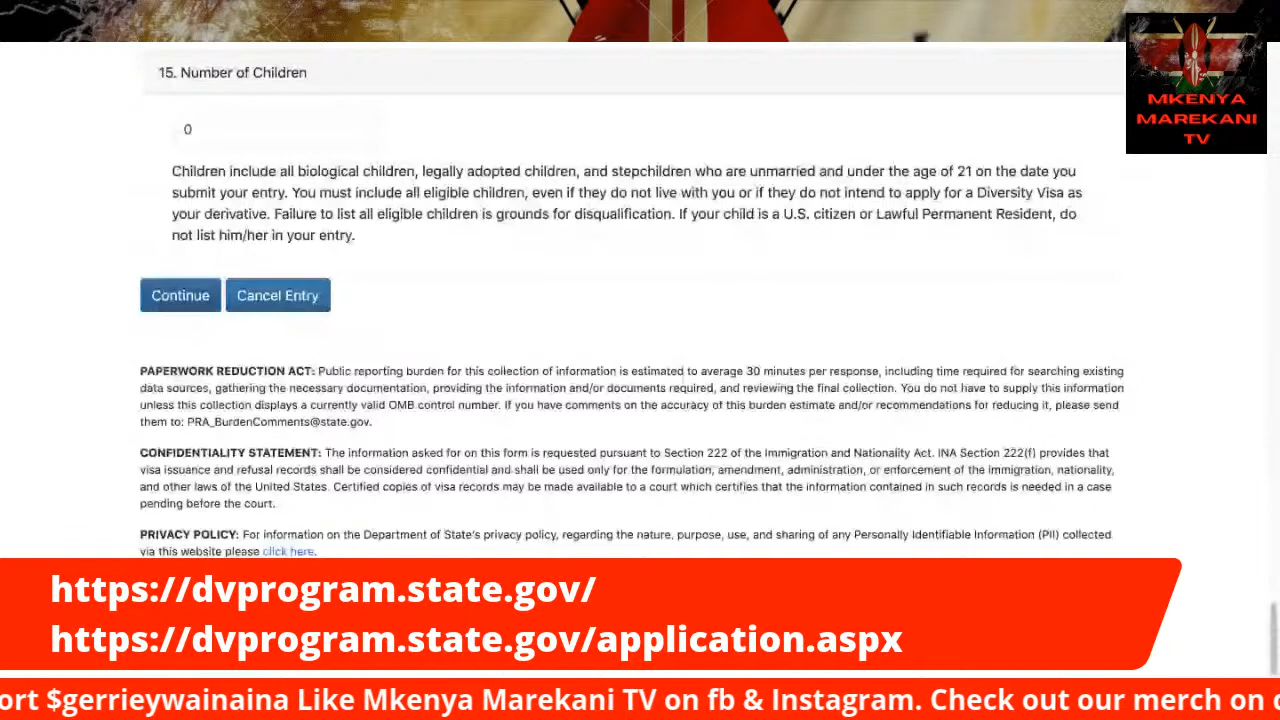 15. Number of Children
MKENYA
MAREKANI
TV
0
Children include all biological children, legally adopted children, and stepchildren who are unmarried and under the age of 21 on the date you
submit your entry. You must include all eligible children, even if they do not live with you or if they do not intend to apply for a Diversity Visa as
your derivative. Failure to list all eligible children is grounds for disqualification. If your child is a U.S. citizen or Lawful Permanent Resident, do
not list him/her in your entry.
Continue
Cancel Entry
PAPERWORK REDUCTION ACT: Public reporting burden for this collection of information is estimated to average 30 minutes per response, including time required for searching existing
data sources, gathering the necessary documentation, providing the information and/or documents required, and reviewing the final collection. You do not have to supply this information
unless this collection displays a currently valid OMB control number. If you have comments on the accuracy of this burden estimate and/or recommendations for reducing it, please send
them to: PRA_BurdenComments@state.gov.
CONFIDENTIALITY STATEMENT: The information asked for on this form is requested pursuant to Section 222 of the Immigration and Nationality Act. INA Section 222(f) provides that
visa issuance and refusal records shall be considered confidential and shall be used only for the formulation, amendment, administration, or enforcement of the immigration, nationality,
and other laws of the United States. Certified copies of visa records may be made available to a court which certifies that the information contained in such records is needed in a case
pending before the court.
PRIVACY POLICY: For information on the Department of State's privacy policy, regarding the nature, purpose, use, and sharing of any Personally Identifiable Information (PII) collected
via this website please click here.
https://dvprogram.state.gov/
https://dvprogram.state.gov/application.aspx
ort $gerrieywainaina Like Mkenya Marekani TV on fb & Instagram. Check out our merch on